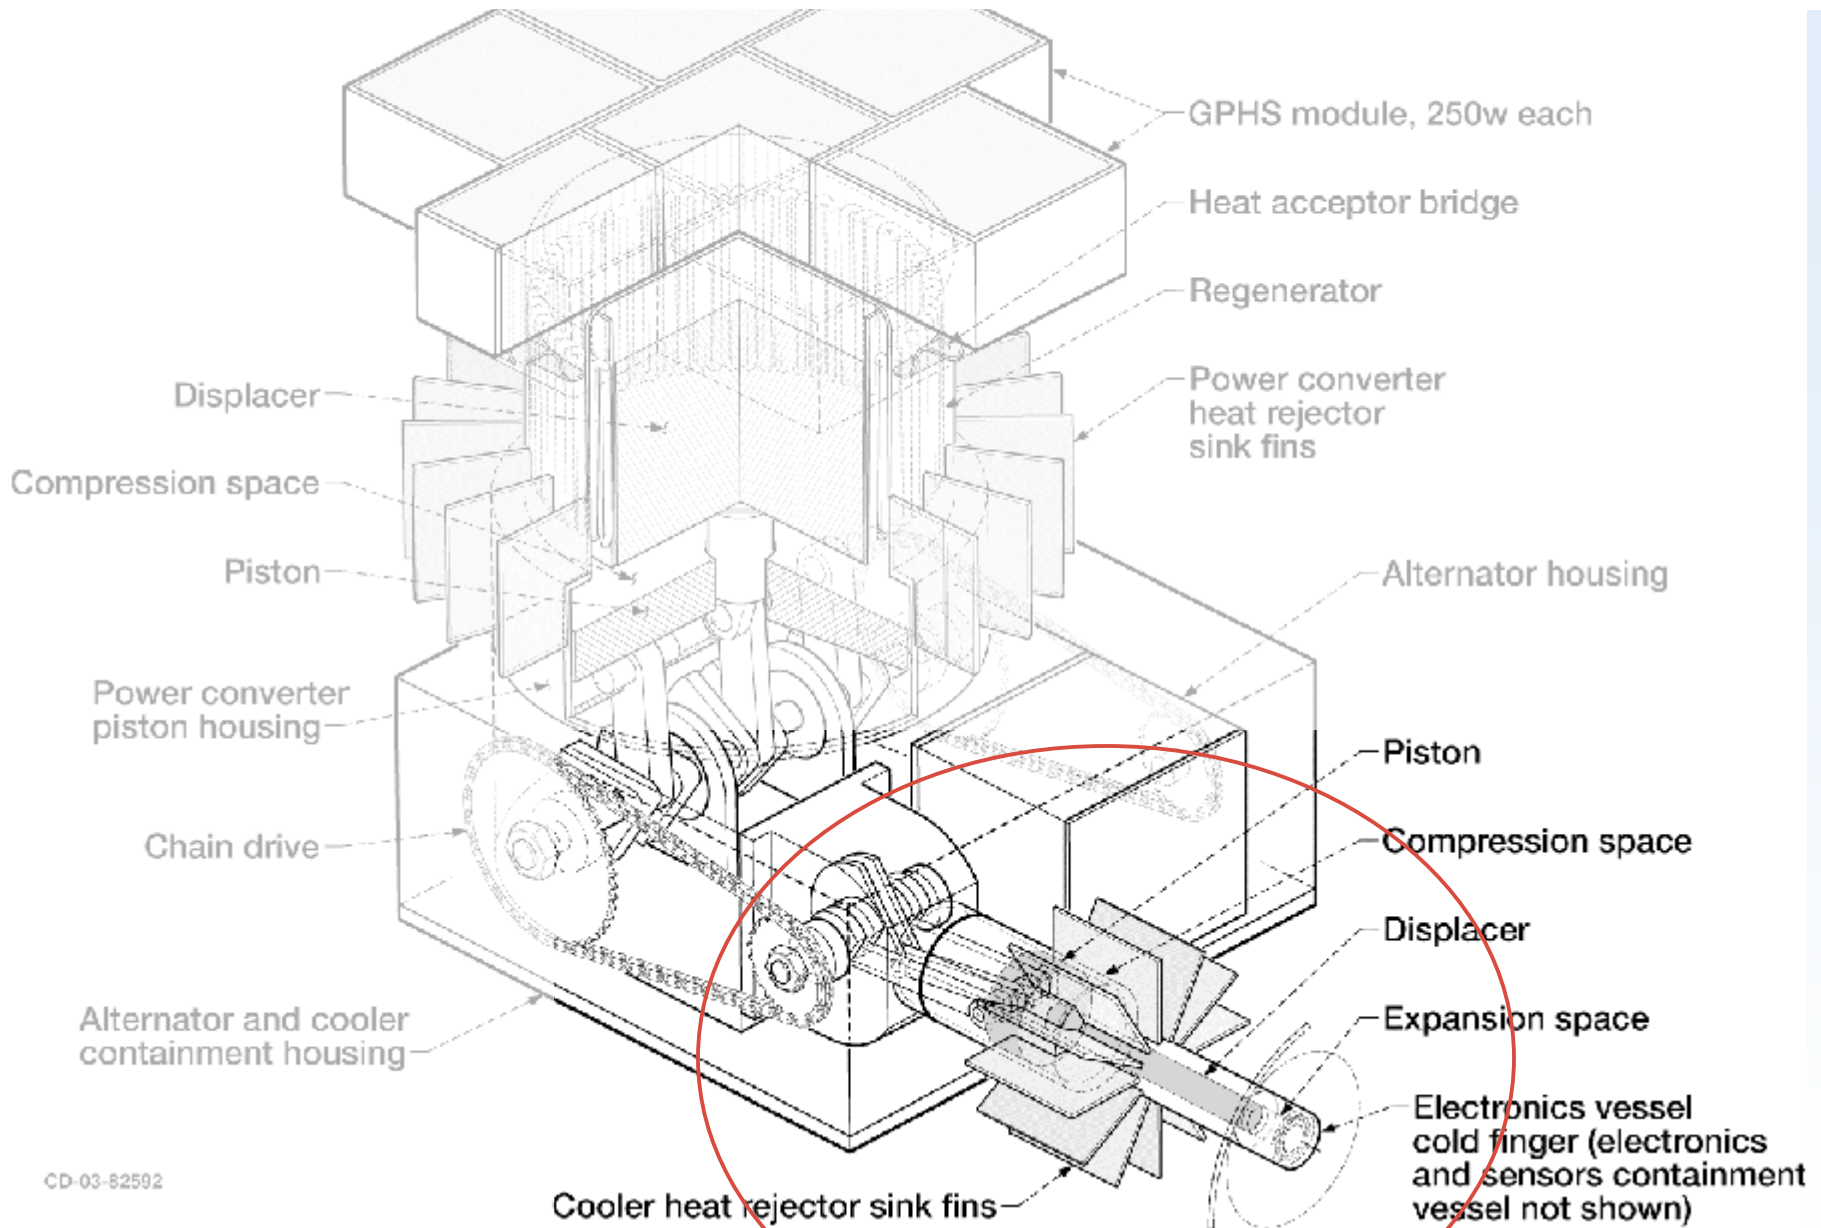 GPHS module, 250w each
Heat acceptor bridge
Regenerator
Power converter
heat rejector
sink fins
Displacer
Compression space
Piston
Alternator housing
Power converter
piston housing
Piston
Chain drive
Compression space
Displacer
Alternator and cooler
containment housing
Expansion space
Electronics vessel
cold finger (electronics
and sensors containment
vessel not shown)
Cooler heat rejector sink fins
CD-03-82592